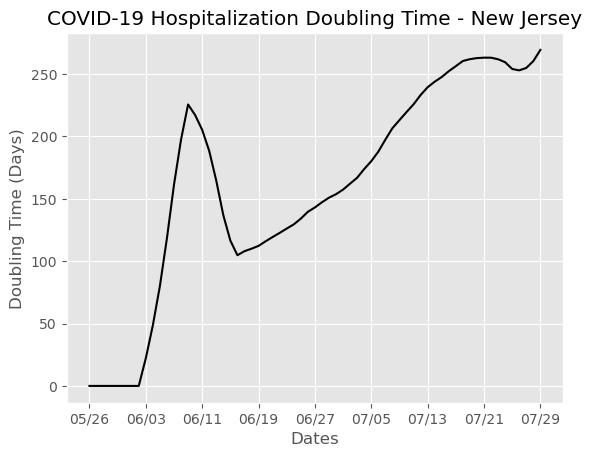 COVID-19 Hospitalization Doubling Time - New Jersey
Doubling Time (Days)
250
200
150
100
50
0
05/26 06/03 06/11 06/19 06/27 07/05 07/13 07/21 07/29
Dates